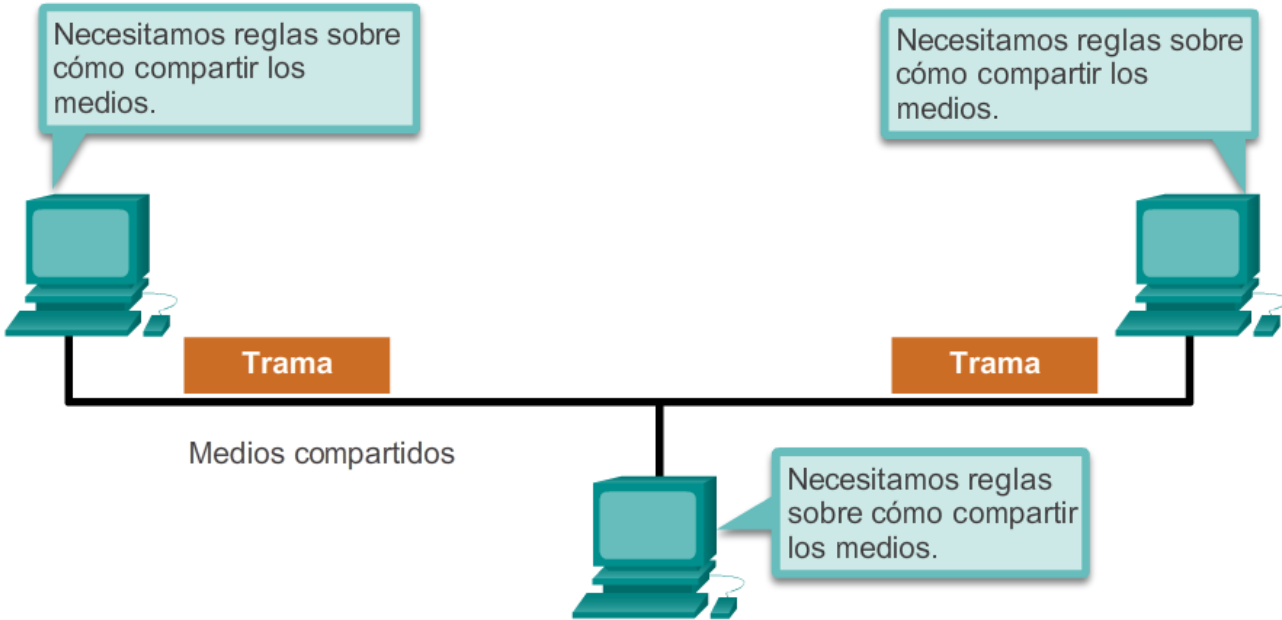 Necesitamos reglas sobre
cómo compartir los
medios.
Necesitamos reglas sobre
cómo compartir los
medios.
Trama
Trama
Medios compartidos
Necesitamos reglas
sobre cómo compartir
los medios.